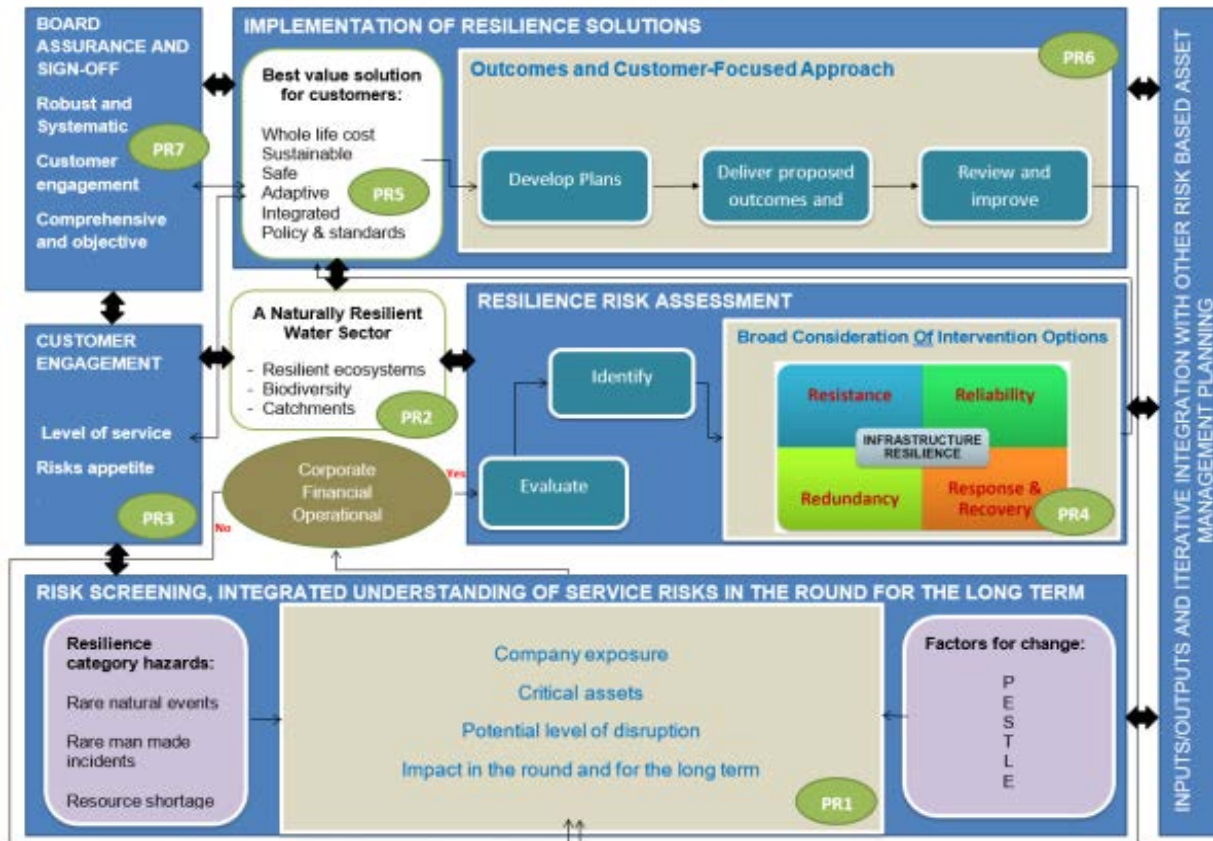 BOARD
ASSURANCE AND
SIGN-OFF
Robust and
Systematic
PR7
Customer
engagement
Comprehensive
and objective
IMPLEMENTATION OF RESILIENCE SOLUTIONS
Best value solution
for customers:
Whole life cost
Sustainable
Safe
Adaptive
Integrated
Policy & standards
PR5
Outcomes and Customer-Focused Approach
PR6
Develop Plans
Deliver proposed
outcomes and
Review and
improve
CUSTOMER
ENGAGEMENT
Level of service
Risks appetite
PR3
A Naturally Resilient
Water Sector
- Resilient ecosystems
- Biodiversity
- Catchments
PR2
RESILIENCE RISK ASSESSMENT
Identify
Evaluate
Broad Consideration Of Intervention Options
Resistance
Reliability
INFRASTRUCTURE
RESILIENCE
Redundancy
Response &
Recovery
PR4
Corporate
Financial
Operational
Yes
No
RISK SCREENING, INTEGRATED UNDERSTANDING OF SERVICE RISKS IN THE ROUND FOR THE LONG TERM
Resilience
category hazards:
Rare natural events
Rare man made
incidents
Resource shortage
Company exposure
Critical assets
Potential level of disruption
Impact in the round and for the long term
PR1
Factors for change:
P
E
S
T
L
E
INPUTS/OUTPUTS AND ITERATIVE INTEGRATION WITH OTHER RISK BASED ASSET
MANAGEMENT PLANNING